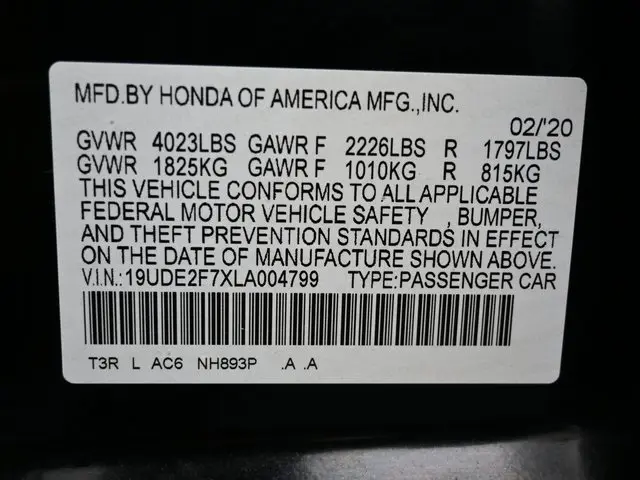 MFD.BY HONDA OF AMERICA MFG.,INC.
02/'20
GVWR 4023LBS GAWR F 2226LBS R 1797LBS
GVWR 1825KG GAWR F 1010KG R 815KG
THIS VEHICLE CONFORMS TO ALL APPLICABLE
FEDERAL MOTOR VEHICLE SAFETY , BUMPER,
AND THEFT PREVENTION STANDARDS IN EFFECT
ON THE DATE OF MANUFACTURE SHOWN ABOVE.
V.I.N.:19UDE2F7XLA004799 TYPE:PASSENGER CAR
T3R L AC6 NH893P .A .A